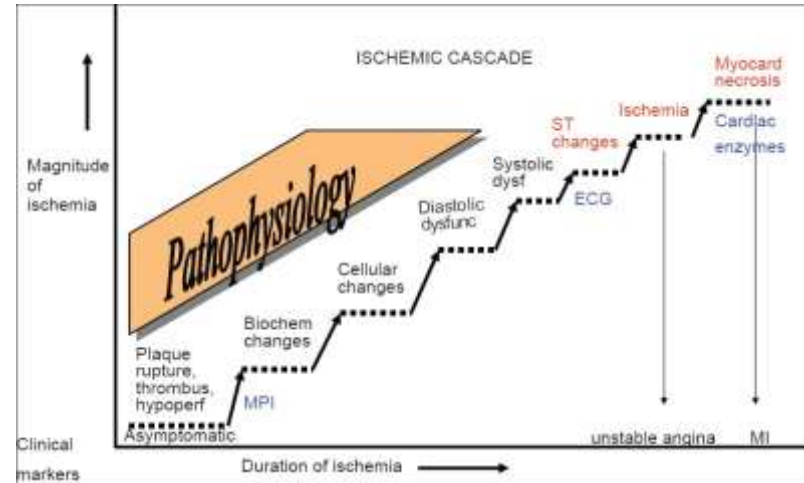 ISCHEMIC CASCADE
Myocard
necrosis
Cardiac
enzymes
Ischemia
ST
changes
ECG
Systolic
dysf
Diastolic
dysfunc
Cellular
changes
Biochem
changes
MPI
Plaque
rupture,
thrombus,
hypoperf
Asymptomatic
Pathophysiology
Magnitude
of
ischemia
unstable angina
MI
Clinical
markers
Duration of ischemia